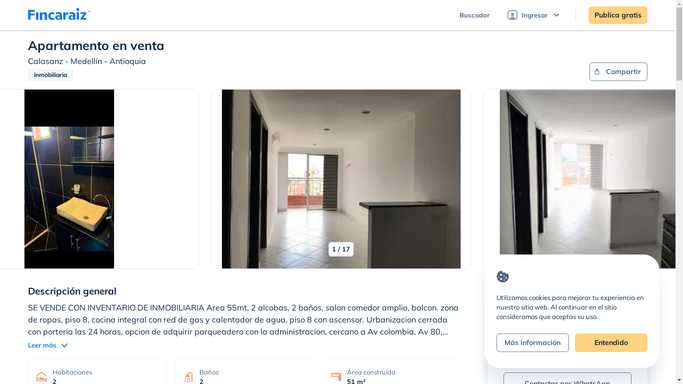 Fincaraiz
Buscador
Ingresar
Publica gratis
Apartamento en venta
Calasanz - Medellín - Antioquia
Inmobiliaria
Compartir
1 / 17
Descripción general
SE VENDE CON INVENTARIO DE INMOBILIARIA Area 55mt, 2 alcobas, 2 baños, salon comedor amplio, balcon, zona
de ropas, piso 8, cocina integral con red de gas y calentador de agua, piso 8 con ascensor. Urbanizacion cerrada
con porteria las 24 horas, opcion de adquirir parqueadero con la administracion, cercano a Av colombia, Av 80,...
Leer más
Utilizamos cookies para mejorar tu experiencia en
nuestro sitio web. Al continuar en el sitio
consideramos que aceptas su uso.
Más información
Entendido
Habitaciones
2
Baños
2
Área construida
51 m²
Contactar por WhatsApp